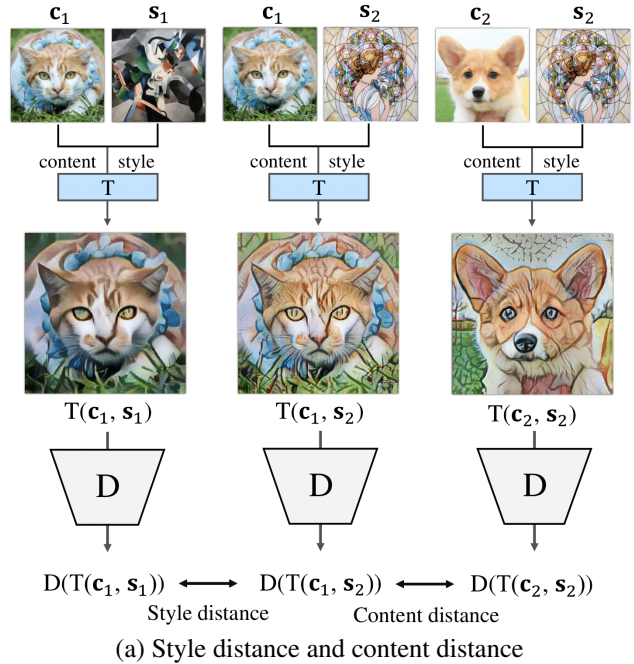 c₁ s₁ c₁ s₂ c₂ s₂
content style content style content style
T T T
T(c₁, s₁) T(c₁, s₂) T(c₂, s₂)
D D D
D(T(c₁, s₁)) D(T(c₁, s₂)) D(T(c₂, s₂))
Style distance Content distance
(a) Style distance and content distance